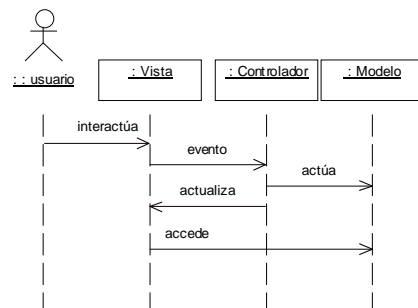 : : usuario
: Vista
: Controlador
: Modelo
interactúa
evento
actúa
actualiza
accede